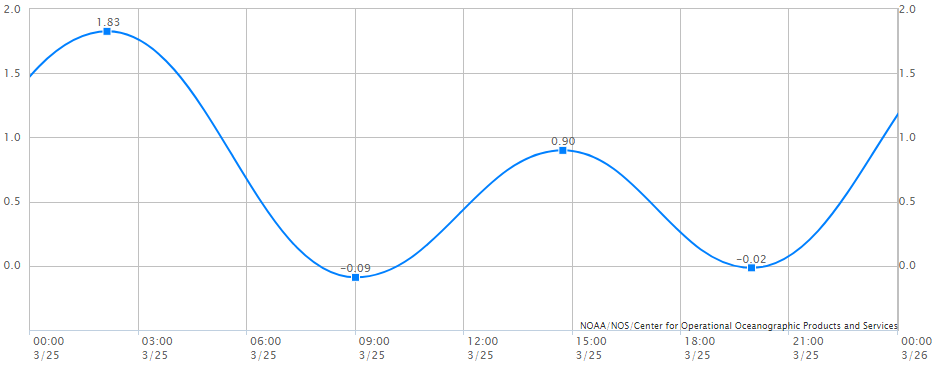 2.0 2.0
1.83
1.5 1.5
1.0 1.0
0.90
0.5 0.5
0.0 0.0
-0.09 -0.02
NOAA/NOS/Center for Operational Oceanographic Products and Services
00:00 03:00 06:00 09:00 12:00 15:00 18:00 21:00 00:00
3/25 3/25 3/25 3/25 3/25 3/25 3/25 3/25 3/26